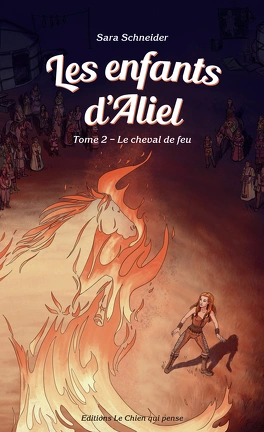 Sara Schneider
Les enfants
d'Aliel
Tome 2 – Le cheval de feu
Editions Le Chien qui pense